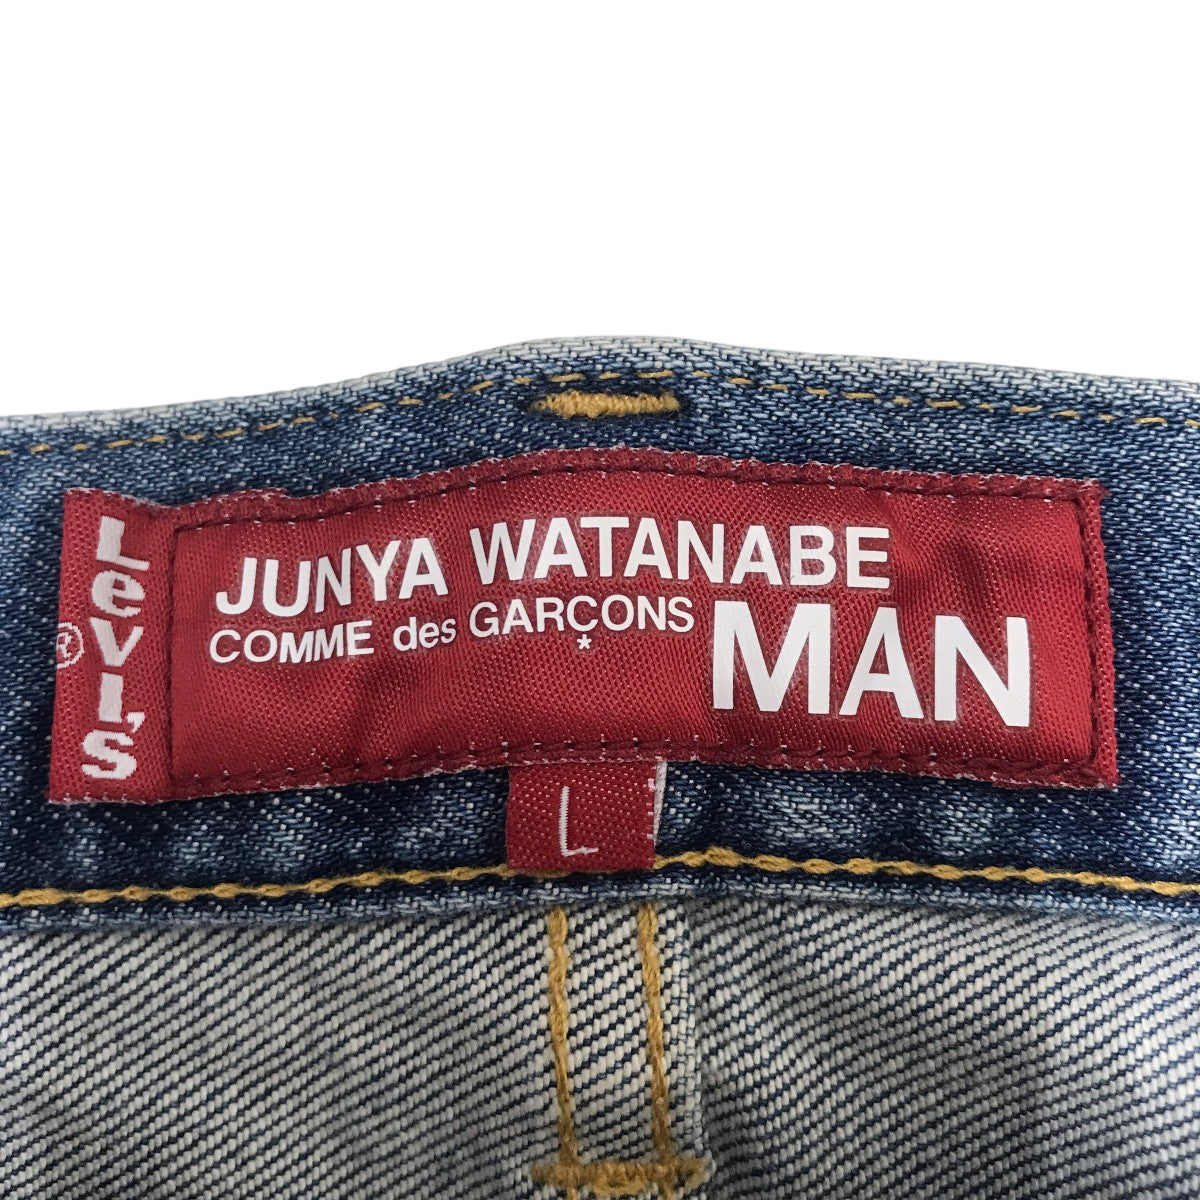 LeVI'S
®
JUNYA WATANABE
COMME des GARÇONS
*
MAN
L